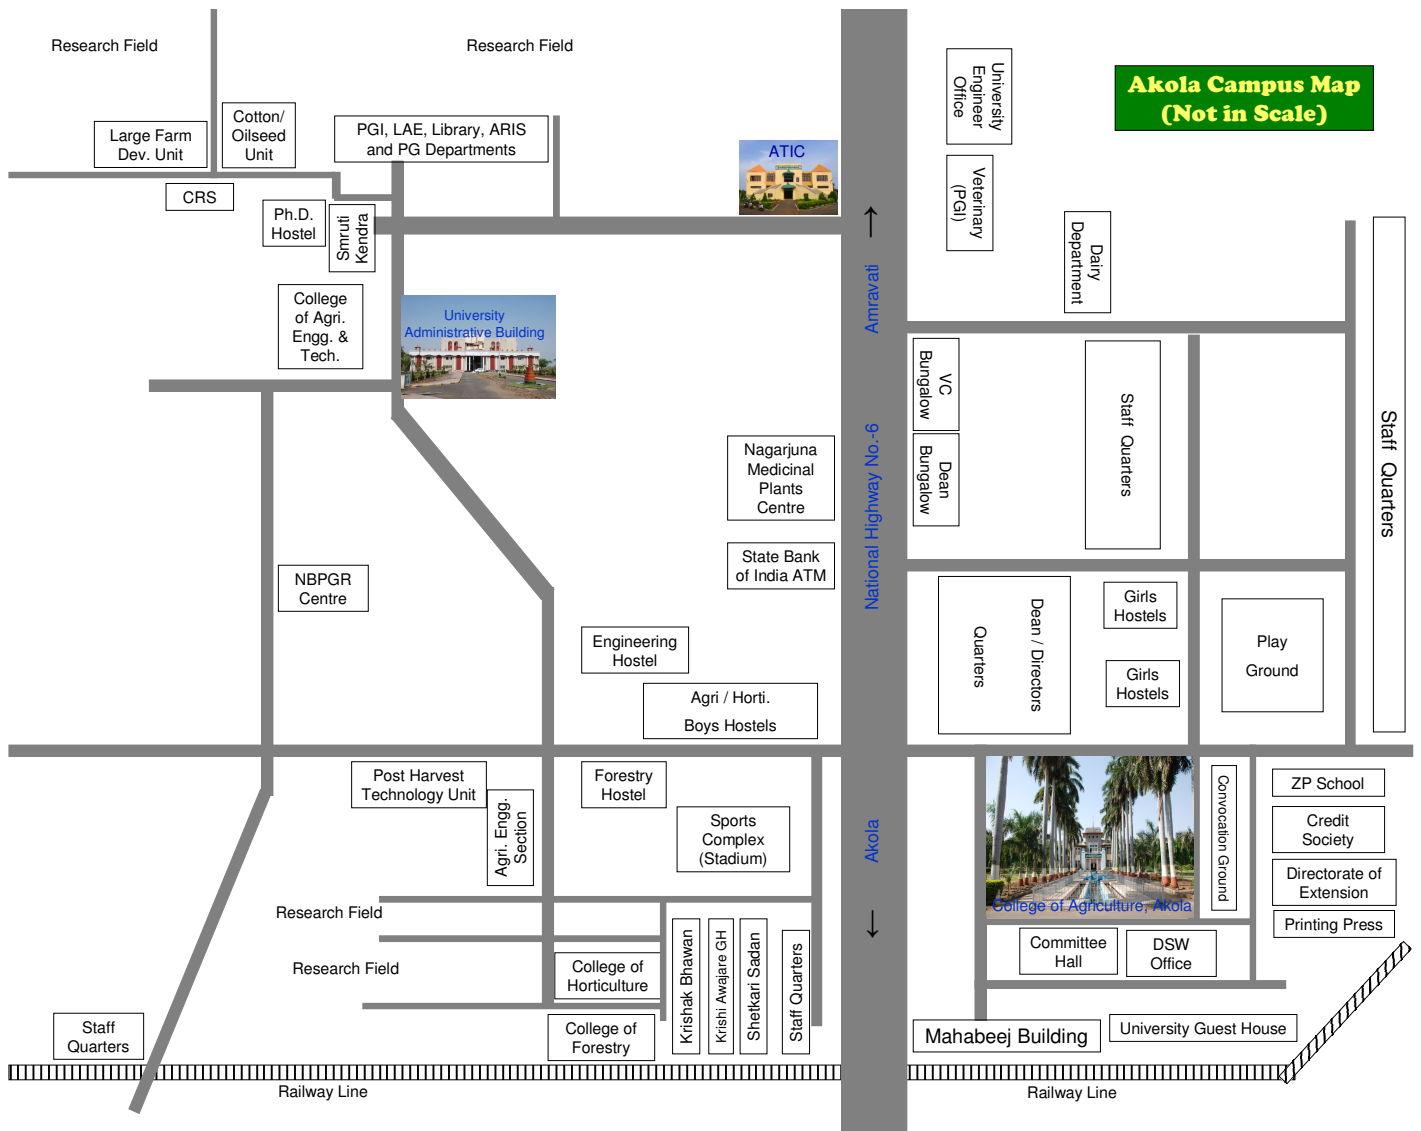 Research Field
Research Field
Akola Campus Map
(Not in Scale)
University
Engineer
Office
Cotton/
Oilseed
Unit
Large Farm
Dev. Unit
PGI, LAE, Library, ARIS
and PG Departments
ATIC
Veterinary
(PGI)
CRS
Ph.D.
Hostel
Smruti
Kendra
Dairy
Department
Amravati
College
of Agri.
Engg. &
Tech.
University
Administrative Building
VC
Bungalow
Staff Quarters
Staff Quarters
Dean
Bungalow
National Highway No.-6
Nagarjuna
Medicinal
Plants
Centre
State Bank
of India ATM
NBPGR
Centre
Girls
Hostels
Dean / Directors
Quarters
Play
Ground
Engineering
Hostel
Girls
Hostels
Agri / Horti.
Boys Hostels
Post Harvest
Technology Unit
Forestry
Hostel
Agri. Engg.
Section
Sports
Complex
(Stadium)
Akola
Convocation Ground
ZP School
Credit
Society
Directorate of
Extension
Printing Press
College of Agriculture, Akola
Research Field
Research Field
College of
Horticulture
Krishak Bhawan
Krishi Awajare GH
Shetkari Sadan
Staff Quarters
Committee
Hall
DSW
Office
Staff
Quarters
College of
Forestry
Mahabeej Building
University Guest House
Railway Line
Railway Line